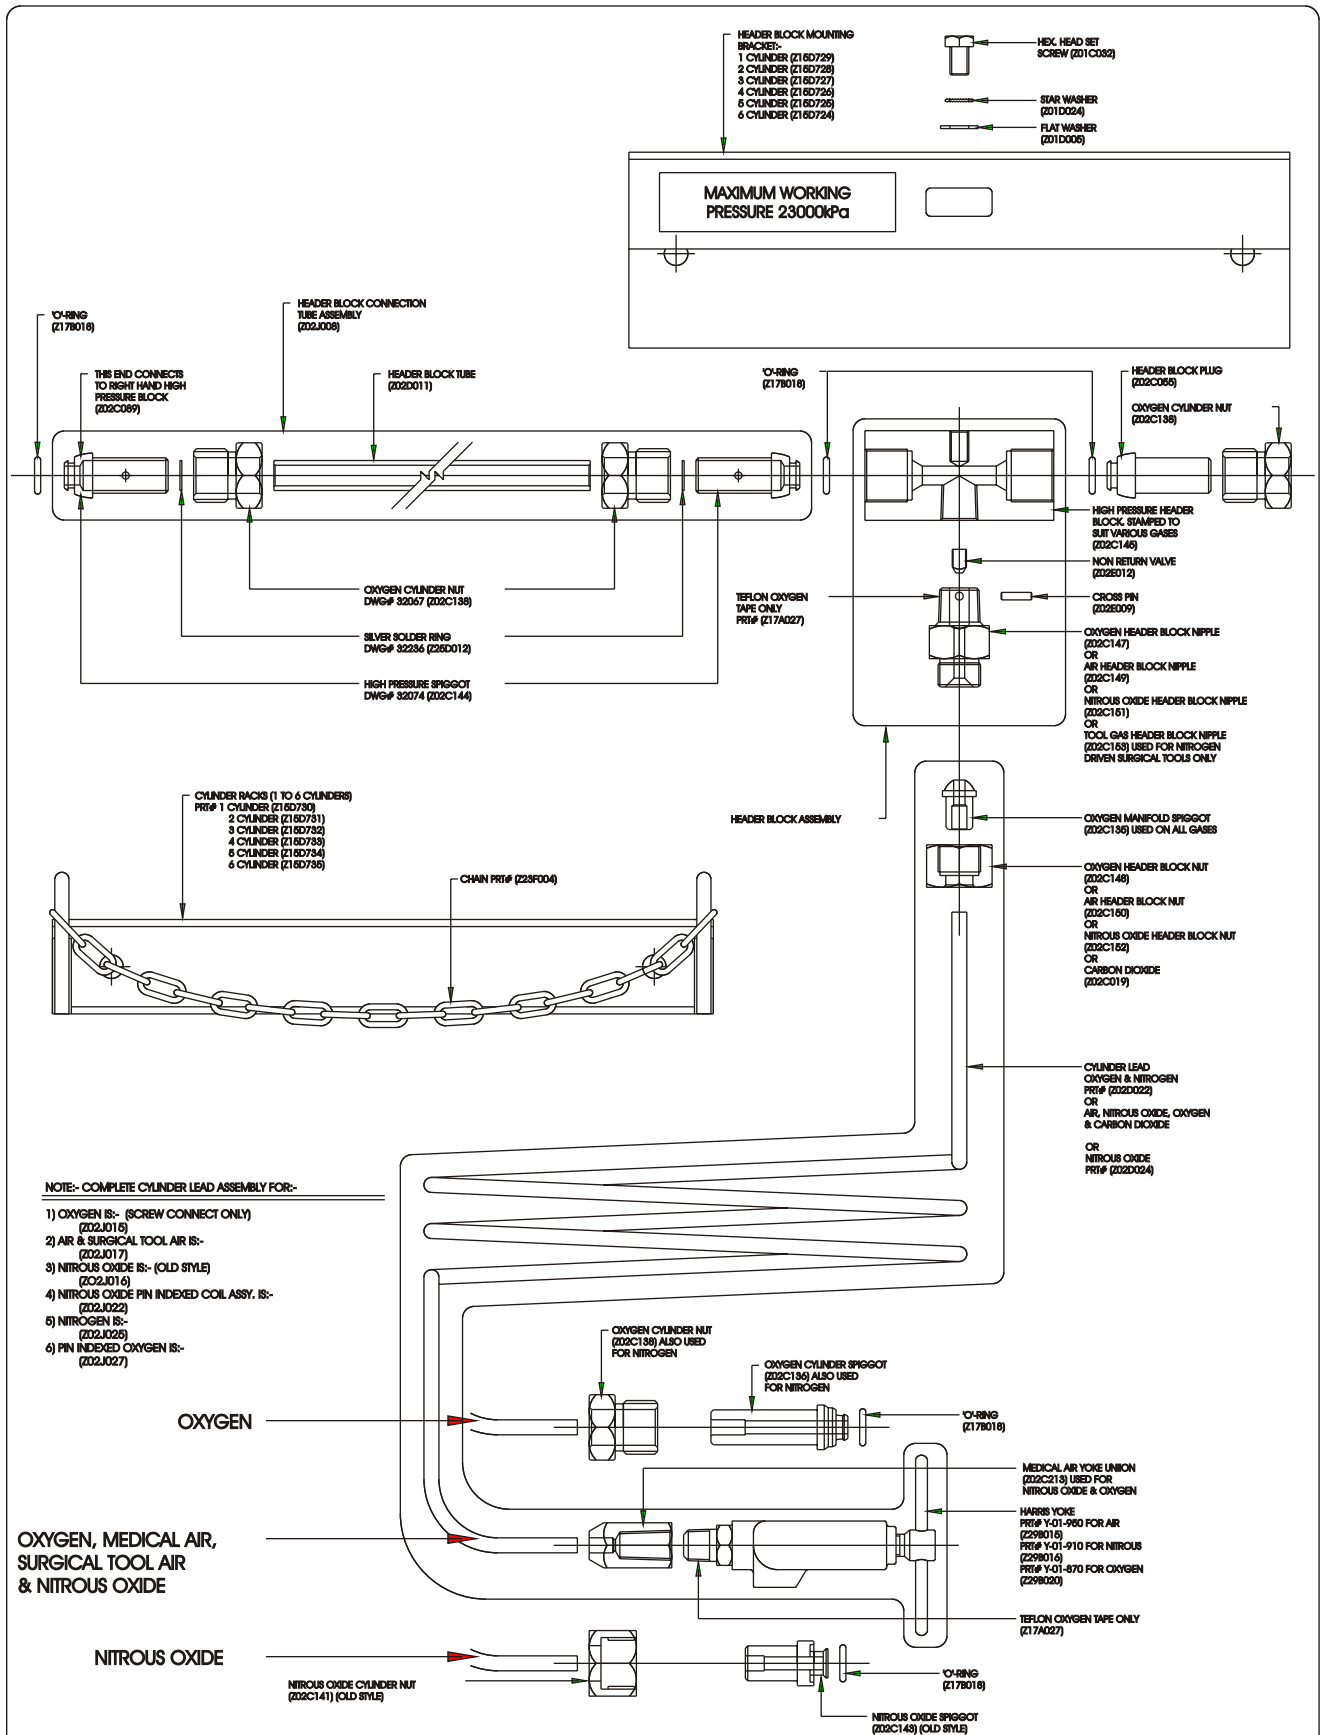 HEADER BLOCK MOUNTING
BRACKET:-
1 CYLINDER (Z15D729)
2 CYLINDER (Z15D728)
3 CYLINDER (Z15D727)
4 CYLINDER (Z15D726)
5 CYLINDER (Z15D725)
6 CYLINDER (Z15D724)
HEX. HEAD SET
SCREW (Z01C032)
STAR WASHER
(Z01D024)
FLAT WASHER
(Z01D005)
MAXIMUM WORKING
PRESSURE 23000kPa
'O'-RING
(Z17B018)
HEADER BLOCK CONNECTION
TUBE ASSEMBLY
(Z02J008)
THIS END CONNECTS
TO RIGHT HAND HIGH
PRESSURE BLOCK
(Z02C089)
HEADER BLOCK TUBE
(Z02D011)
'O'-RING
(Z17B018)
HEADER BLOCK PLUG
(Z02C055)
OXYGEN CYLINDER NUT
(Z02C138)
HIGH PRESSURE HEADER
BLOCK. STAMPED TO
SUIT VARIOUS GASES
(Z02C145)
NON RETURN VALVE
(Z02E012)
CROSS PIN
(Z02E009)
TEFLON OXYGEN
TAPE ONLY
PRT# (Z17A027)
OXYGEN CYLINDER NUT
DWG# 32067 (Z02C138)
SILVER SOLDER RING
DWG# 32236 (Z25D012)
HIGH PRESSURE SPIGGOT
DWG# 32074 (Z02C144)
OXYGEN HEADER BLOCK NIPPLE
(Z02C147)
OR
AIR HEADER BLOCK NIPPLE
(Z02C149)
OR
NITROUS OXIDE HEADER BLOCK NIPPLE
(Z02C151)
OR
TOOL GAS HEADER BLOCK NIPPLE
(Z02C153) USED FOR NITROGEN
DRIVEN SURGICAL TOOLS ONLY
CYLINDER RACKS (1 TO 6 CYLINDERS)
PRT# 1 CYLINDER (Z15D730)
2 CYLINDER (Z15D731)
3 CYLINDER (Z15D732)
4 CYLINDER (Z15D733)
5 CYLINDER (Z15D734)
6 CYLINDER (Z15D735)
CHAIN PRT# (Z23F004)
HEADER BLOCK ASSEMBLY
OXYGEN MANIFOLD SPIGGOT
(Z02C135) USED ON ALL GASES
OXYGEN HEADER BLOCK NUT
(Z02C148)
OR
AIR HEADER BLOCK NUT
(Z02C150)
OR
NITROUS OXIDE HEADER BLOCK NUT
(Z02C152)
OR
CARBON DIOXIDE
(Z02C019)
CYLINDER LEAD
OXYGEN & NITROGEN
PRT# (Z02D022)
OR
AIR, NITROUS OXIDE, OXYGEN
& CARBON DIOXIDE
OR
NITROUS OXIDE
PRT# (Z02D024)
NOTE:- COMPLETE CYLINDER LEAD ASSEMBLY FOR:-
1) OXYGEN IS:- (SCREW CONNECT ONLY)
(Z02J015)
2) AIR & SURGICAL TOOL AIR IS:-
(Z02J017)
3) NITROUS OXIDE IS:- (OLD STYLE)
(ZO2J016)
4) NITROUS OXIDE PIN INDEXED COIL ASSY. IS:-
(Z02J022)
5) NITROGEN IS:-
(Z02J025)
6) PIN INDEXED OXYGEN IS:-
(Z02J027)
OXYGEN CYLINDER NUT
(Z02C138) ALSO USED
FOR NITROGEN
OXYGEN CYLINDER SPIGGOT
(Z02C136) ALSO USED
FOR NITROGEN
'O'-RING
(Z17B018)
OXYGEN
MEDICAL AIR YOKE UNION
(Z02C213) USED FOR
NITROUS OXIDE & OXYGEN
HARRIS YOKE
PRT# Y-01-950 FOR AIR
(Z29B015)
PRT# Y-01-910 FOR NITROUS
(Z29B016)
PRT# Y-01-870 FOR OXYGEN
(Z29B020)
OXYGEN, MEDICAL AIR,
SURGICAL TOOL AIR
& NITROUS OXIDE
TEFLON OXYGEN TAPE ONLY
(Z17A027)
NITROUS OXIDE
NITROUS OXIDE CYLINDER NUT
(Z02C141) (OLD STYLE)
'O'-RING
(Z17B018)
NITROUS OXIDE SPIGGOT
(Z02C143) (OLD STYLE)